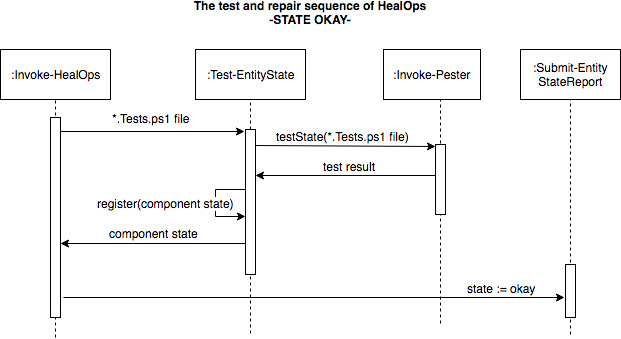 The test and repair sequence of HealOps
-STATE OKAY-
:Invoke-HealOps
:Test-EntityState
:Invoke-Pester
:Submit-Entity
StateReport
*.Tests.ps1 file
testState(*.Tests.ps1 file)
test result
register(component state)
component state
state := okay